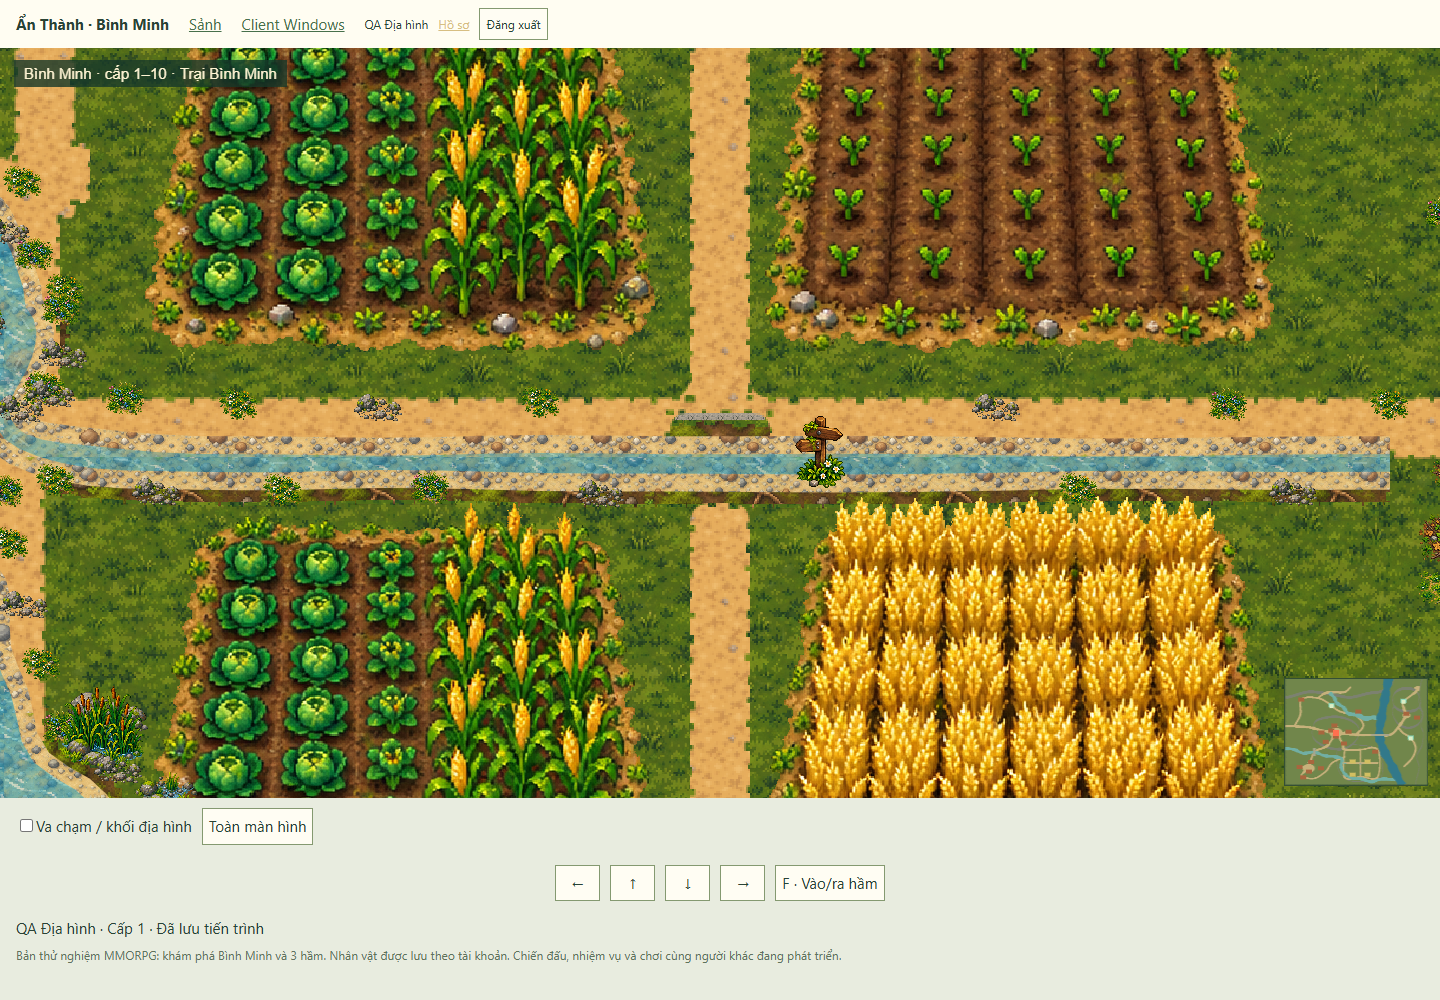 Ẩn Thành · Bình Minh Sảnh Client Windows QA Địa hình Hồ sơ Đăng xuất
Bình Minh · cấp 1–10 · Trại Bình Minh
Va chạm / khối địa hình Toàn màn hình
← ↑ ↓ → F · Vào/ra hầm
QA Địa hình · Cấp 1 · Đã lưu tiến trình
Bản thử nghiệm MMORPG: khám phá Bình Minh và 3 hầm. Nhân vật được lưu theo tài khoản. Chiến đấu, nhiệm vụ và chơi cùng người khác đang phát triển.